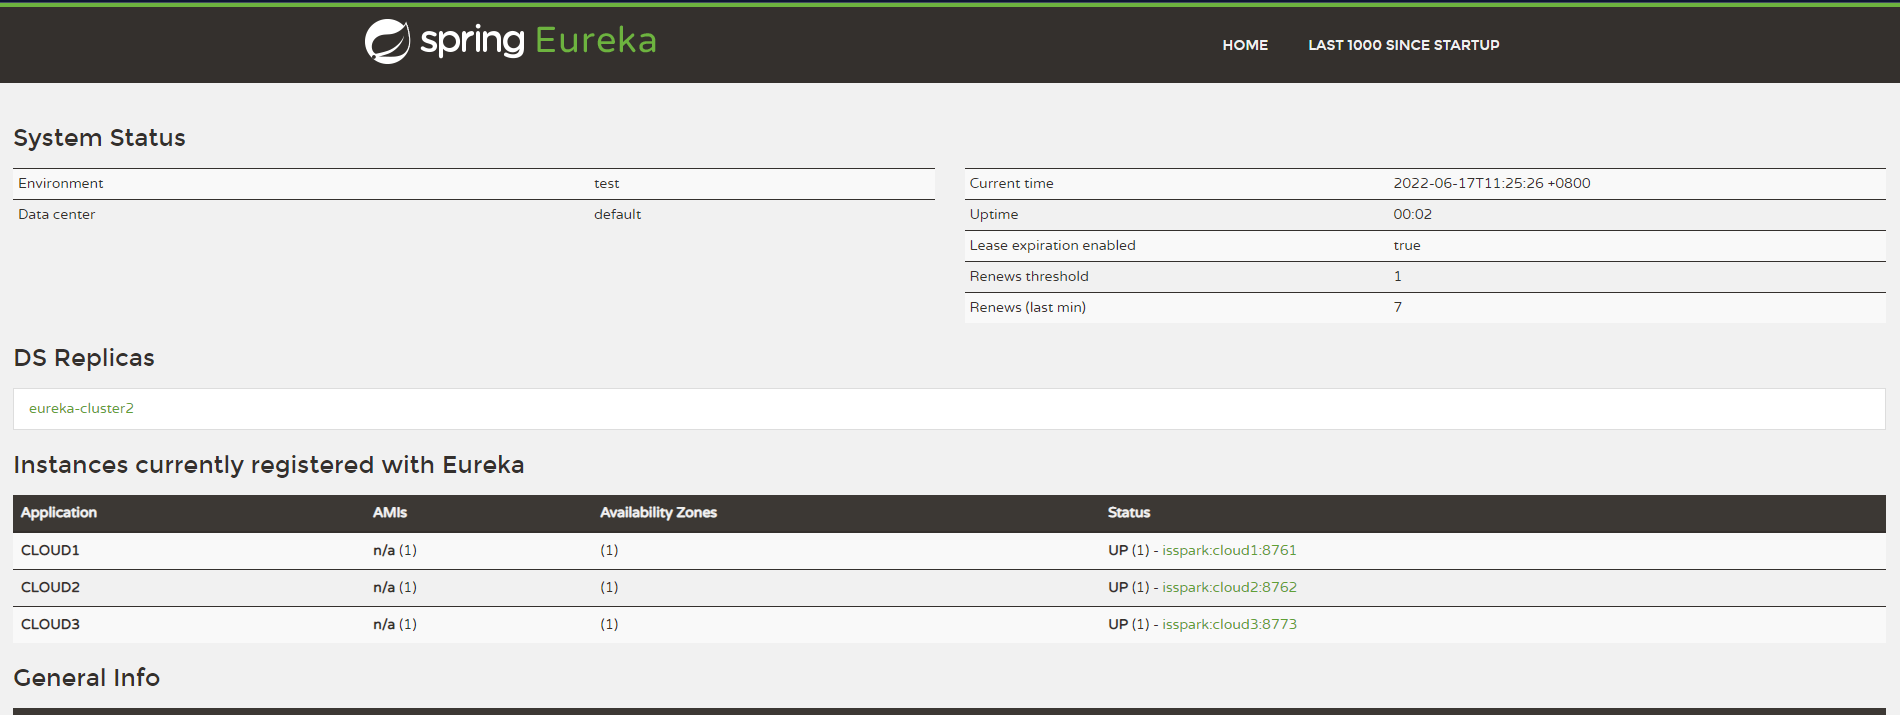 spring Eureka
HOME LAST 1000 SINCE STARTUP
System Status
Environment test
Data center default
Current time 2022-06-17T11:25:26 +0800
Uptime 00:02
Lease expiration enabled true
Renews threshold 1
Renews (last min) 7
DS Replicas
eureka-cluster2
Instances currently registered with Eureka
Application AMIs Availability Zones Status
CLOUD1 n/a (1) (1) UP (1) - isspark:cloud1:8761
CLOUD2 n/a (1) (1) UP (1) - isspark:cloud2:8762
CLOUD3 n/a (1) (1) UP (1) - isspark:cloud3:8773
General Info